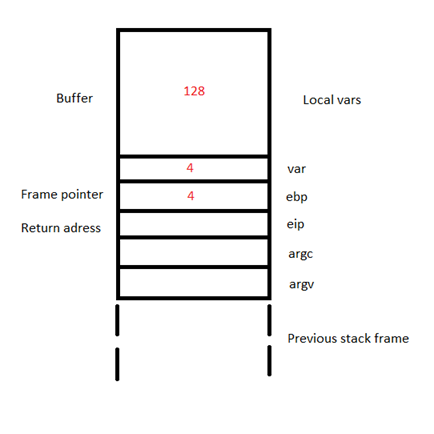 128
Buffer
Local vars
4
var
Frame pointer
4
ebp
Return adress
eip
argc
argv
Previous stack frame